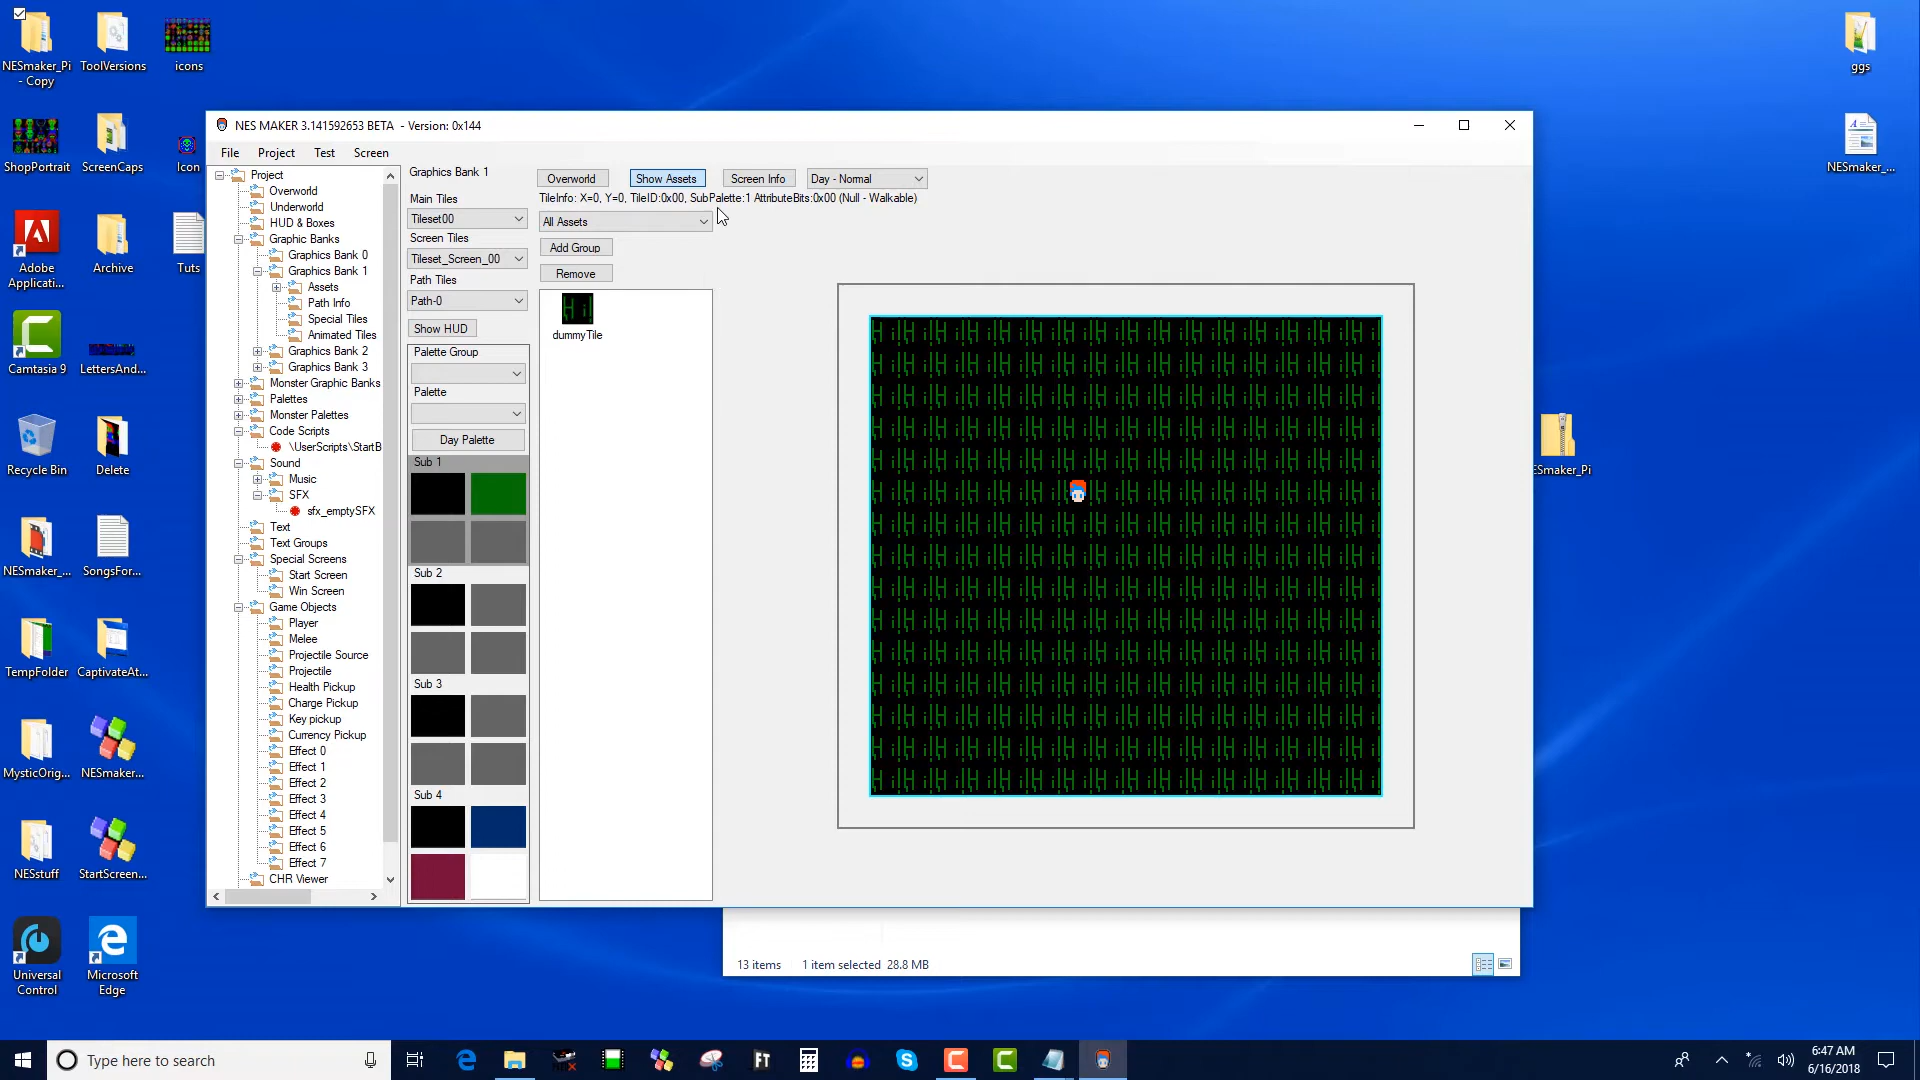 NESmaker_Pi
- Copy
ToolVersions
icons
ShopPortrait
ScreenCaps
Icon
Adobe
Applicati...
Archive
Tuts
Camtasia 9
LettersAnd...
Recycle Bin
Delete
NESmaker_...
SongsFor...
TempFolder
CaptivateAt...
MysticOrig...
NESmaker...
NESstuff
StartScreen...
Universal
Control
Microsoft
Edge
ggs
NESmaker_...
ESmaker_Pi
NES MAKER 3.141592653 BETA - Version: 0x144
File
Project
Test
Screen
Project
Overworld
Underworld
HUD & Boxes
Graphic Banks
Graphics Bank 0
Graphics Bank 1
Assets
Path Info
Special Tiles
Animated Tiles
Graphics Bank 2
Graphics Bank 3
Monster Graphic Banks
Palettes
Monster Palettes
Code Scripts
\UserScripts\StartB
Sound
Music
SFX
sfx_emptySFX
Text
Text Groups
Special Screens
Start Screen
Win Screen
Game Objects
Player
Melee
Projectile Source
Projectile
Health Pickup
Charge Pickup
Key pickup
Currency Pickup
Effect 0
Effect 1
Effect 2
Effect 3
Effect 4
Effect 5
Effect 6
Effect 7
CHR Viewer
Graphics Bank 1
Main Tiles
Tileset00
Screen Tiles
Tileset_Screen_00
Path Tiles
Path-0
Show HUD
Palette Group
Palette
Day Palette
Sub 1
Sub 2
Sub 3
Sub 4
Overworld
Show Assets
Screen Info
Day - Normal
TileInfo: X=0, Y=0, TileID:0x00, SubPalette:1 AttributeBits:0x00 (Null - Walkable)
All Assets
Add Group
Remove
dummyTile
13 items
1 item selected 28.8 MB
Type here to search
FT
6:47 AM
6/16/2018